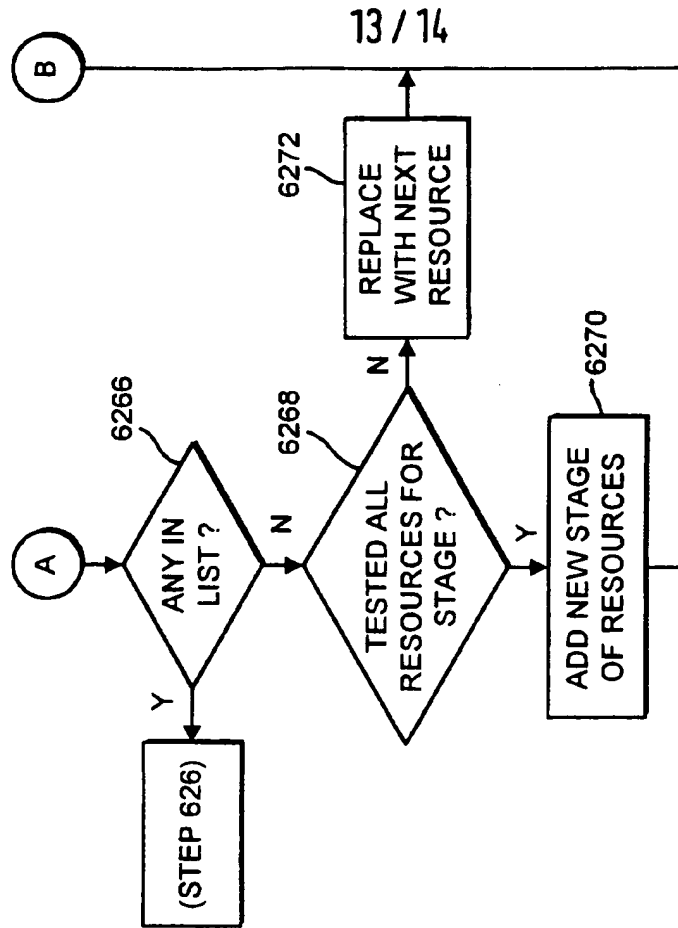 13 / 14
A
B
6266
ANY IN
LIST ?
Y
N
(STEP 626)
6268
TESTED ALL
RESOURCES FOR
STAGE ?
N
Y
6272
REPLACE
WITH NEXT
RESOURCE
6270
ADD NEW STAGE
OF RESOURCES